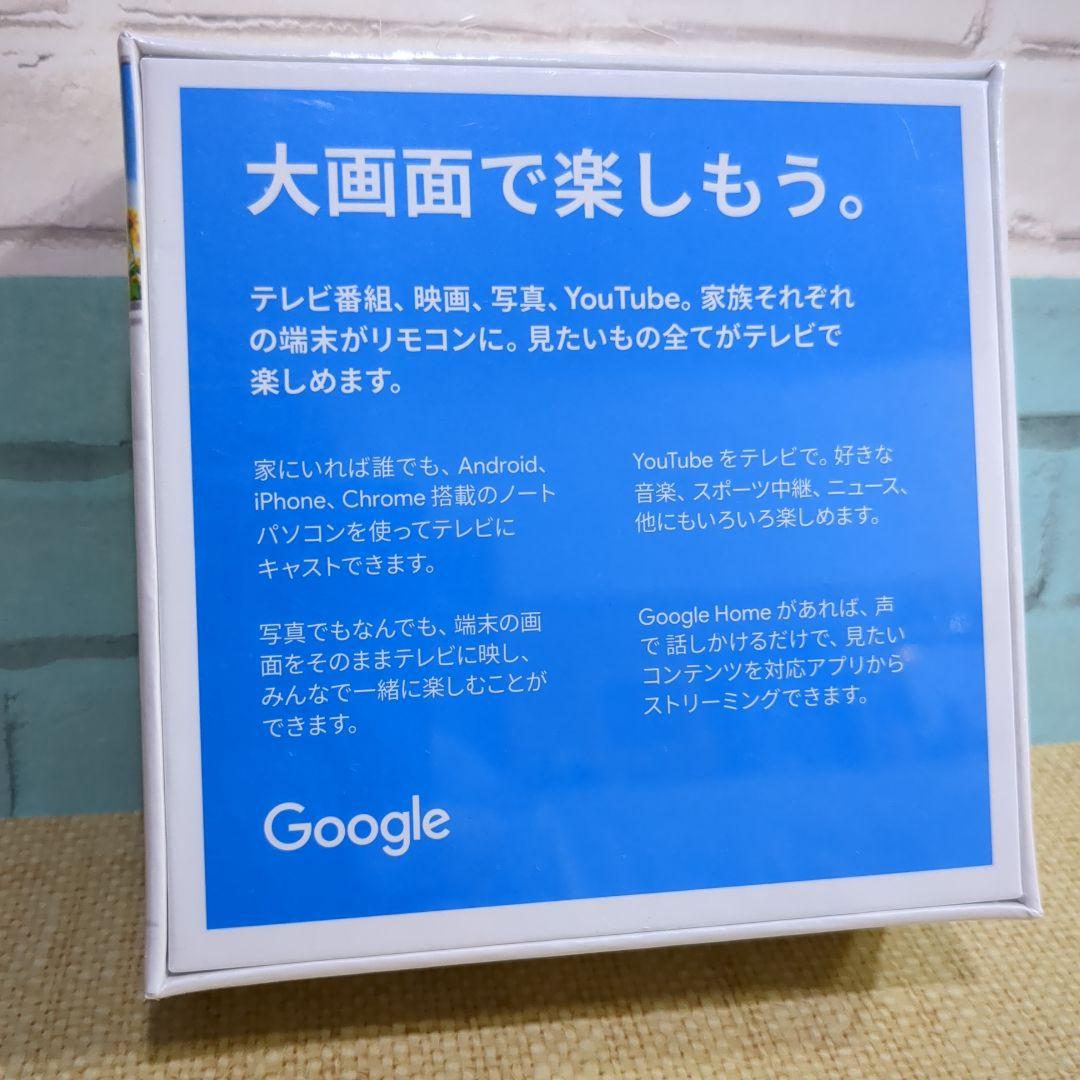 大画面で楽しもう。
テレビ番組、映画、写真、YouTube。家族それぞれ
の端末がリモコンに。見たいもの全てがテレビで
楽しめます。
家にいれば誰でも、Android、
iPhone、Chrome 搭載のノート
パソコンを使ってテレビに
キャストできます。
YouTube をテレビで。好きな
音楽、スポーツ中継、ニュース、
他にもいろいろ楽しめます。
写真でもなんでも、端末の画
面をそのままテレビに映し、
みんなで一緒に楽しむことが
できます。
Google Home があれば、声
で 話しかけるだけで、見たい
コンテンツを対応アプリから
ストリーミングできます。
Google